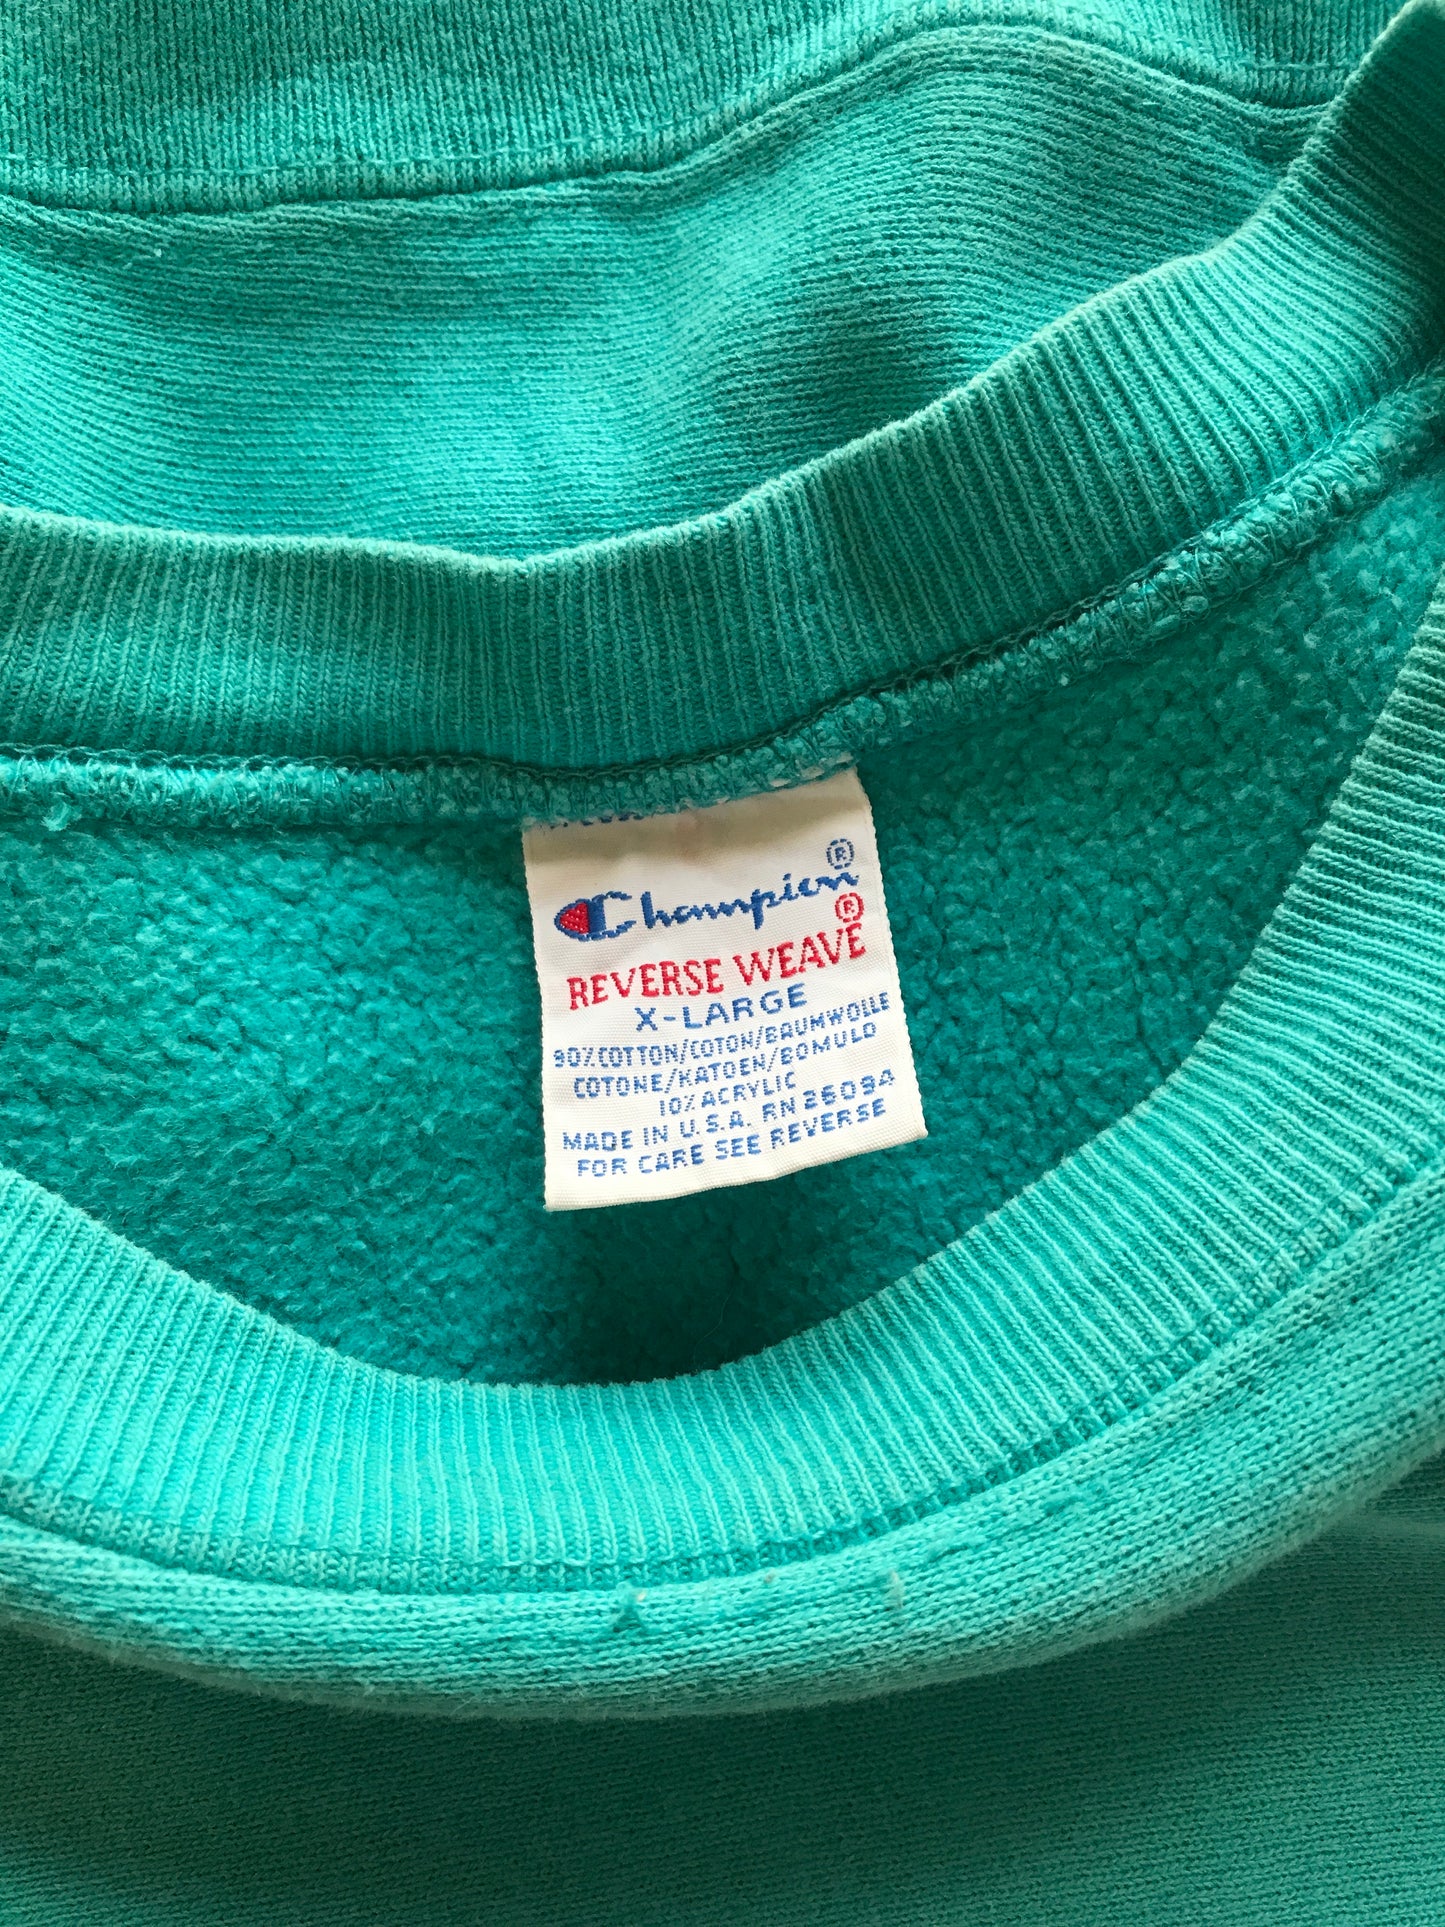 Champion®
REVERSE WEAVE®
X-LARGE
90% COTTON/COTON/BAUMWOLLE
COTONE/KATOEN/BOMULD
10% ACRYLIC
MADE IN U.S.A. RN 26094
FOR CARE SEE REVERSE